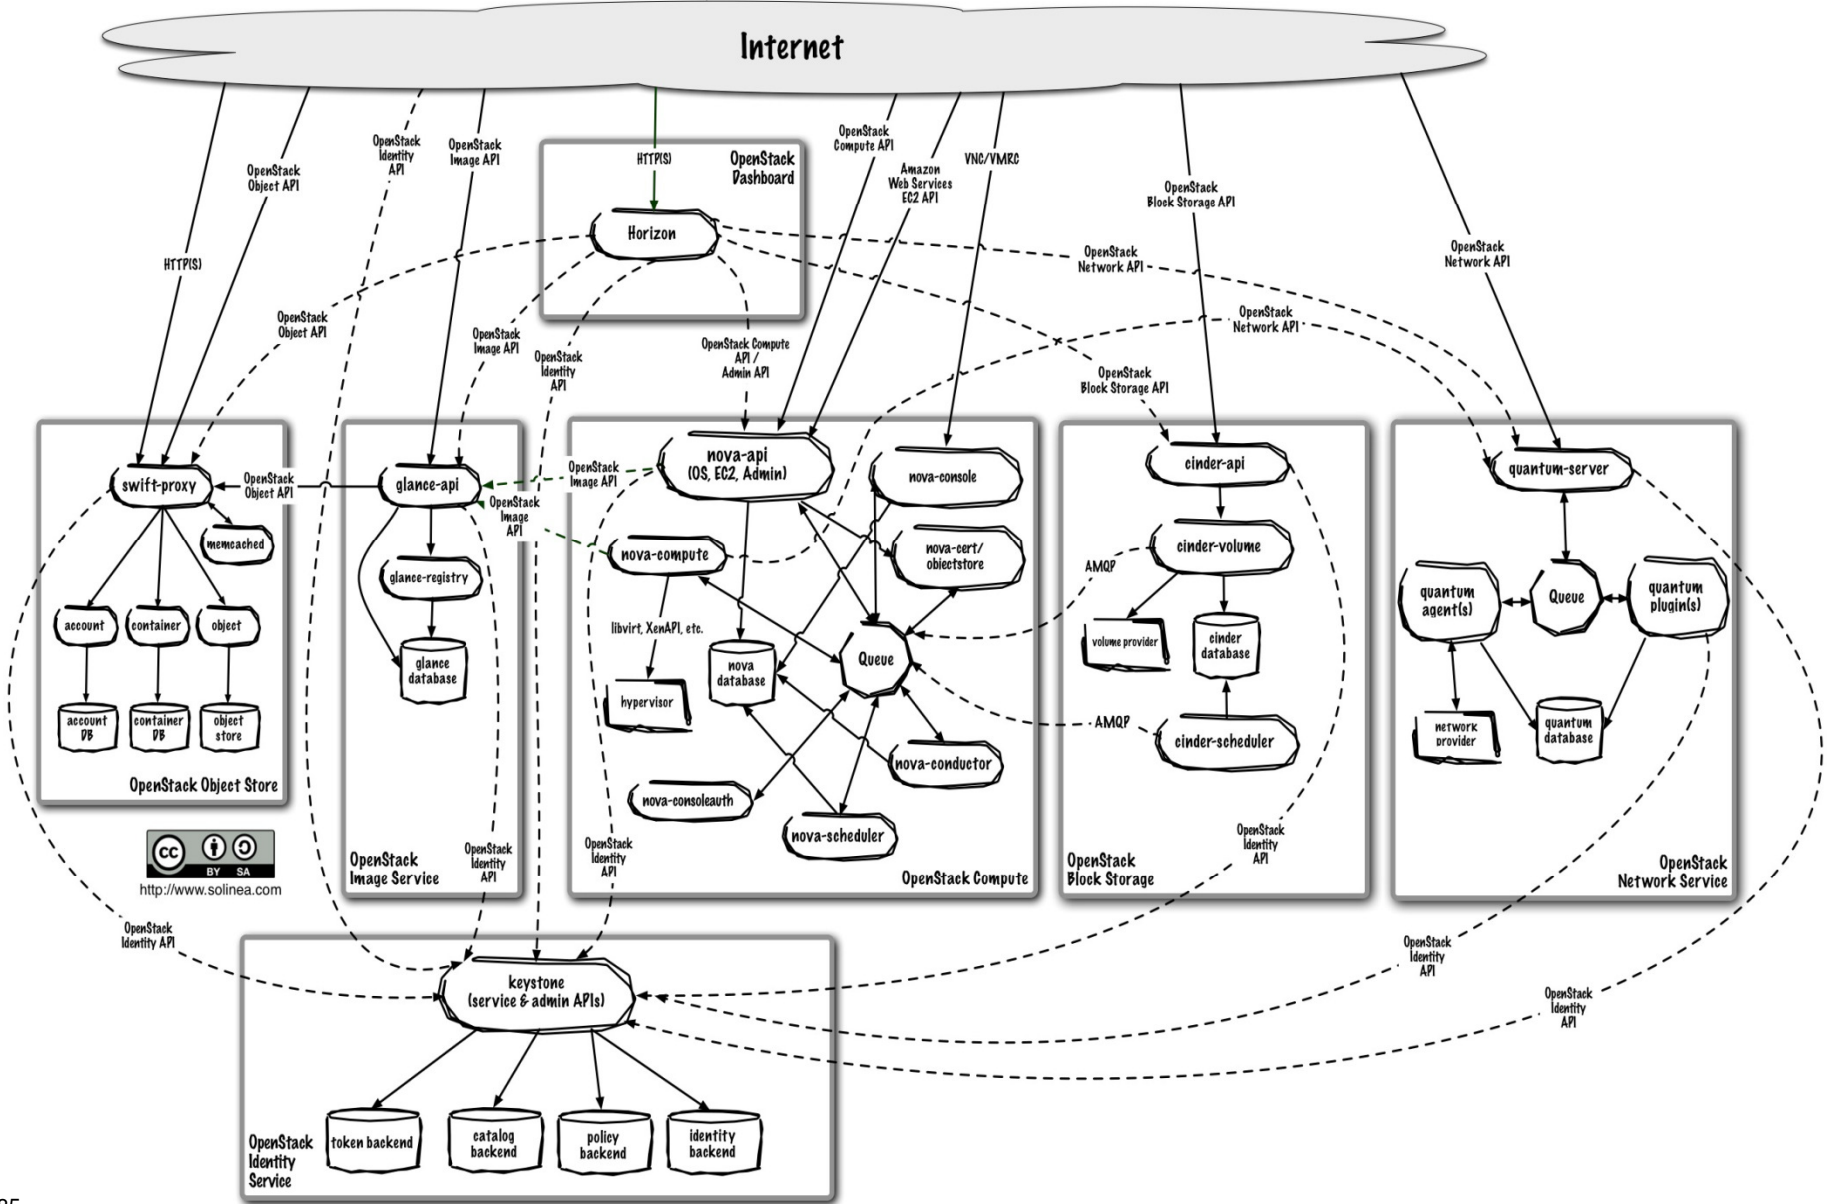 Internet
OpenStack
Identity
API
OpenStack
Image API
OpenStack
Object API
HTTP(S)
HTTP(S)
OpenStack
Dashboard
Horizon
OpenStack
Compute API
Amazon
Web Services
EC2 API
VNC/VMRC
OpenStack
Block Storage API
OpenStack
Network API
OpenStack
Network API
OpenStack
Network API
OpenStack
Object API
OpenStack
Image API
OpenStack
Identity
API
OpenStack Compute
API /
Admin API
OpenStack
Block Storage API
swift-proxy
OpenStack
Object API
memcached
account
container
object
account
DB
container
DB
object
store
OpenStack Object Store
glance-api
glance-registry
glance
database
OpenStack
Identity
API
OpenStack
Image Service
OpenStack
Image API
OpenStack
Image
API
nova-api
(OS, EC2, Admin)
nova-console
nova-compute
nova-cert/
objectstore
libvirt, XenAPI, etc.
hypervisor
nova
database
Queue
nova-conductor
nova-consoleauth
nova-scheduler
OpenStack
Identity
API
OpenStack Compute
cinder-api
cinder-volume
AMQP
volume provider
cinder
database
AMQP
cinder-scheduler
OpenStack
Identity
API
OpenStack
Block Storage
quantum-server
quantum
agent(s)
Queue
quantum
plugin(s)
network
provider
quantum
database
OpenStack
Network Service
cc
BY SA
http://www.solinea.com
OpenStack
Identity API
OpenStack
Identity
API
OpenStack
Identity
API
keystone
(service & admin APIs)
token backend
catalog
backend
policy
backend
identity
backend
OpenStack
Identity
Service